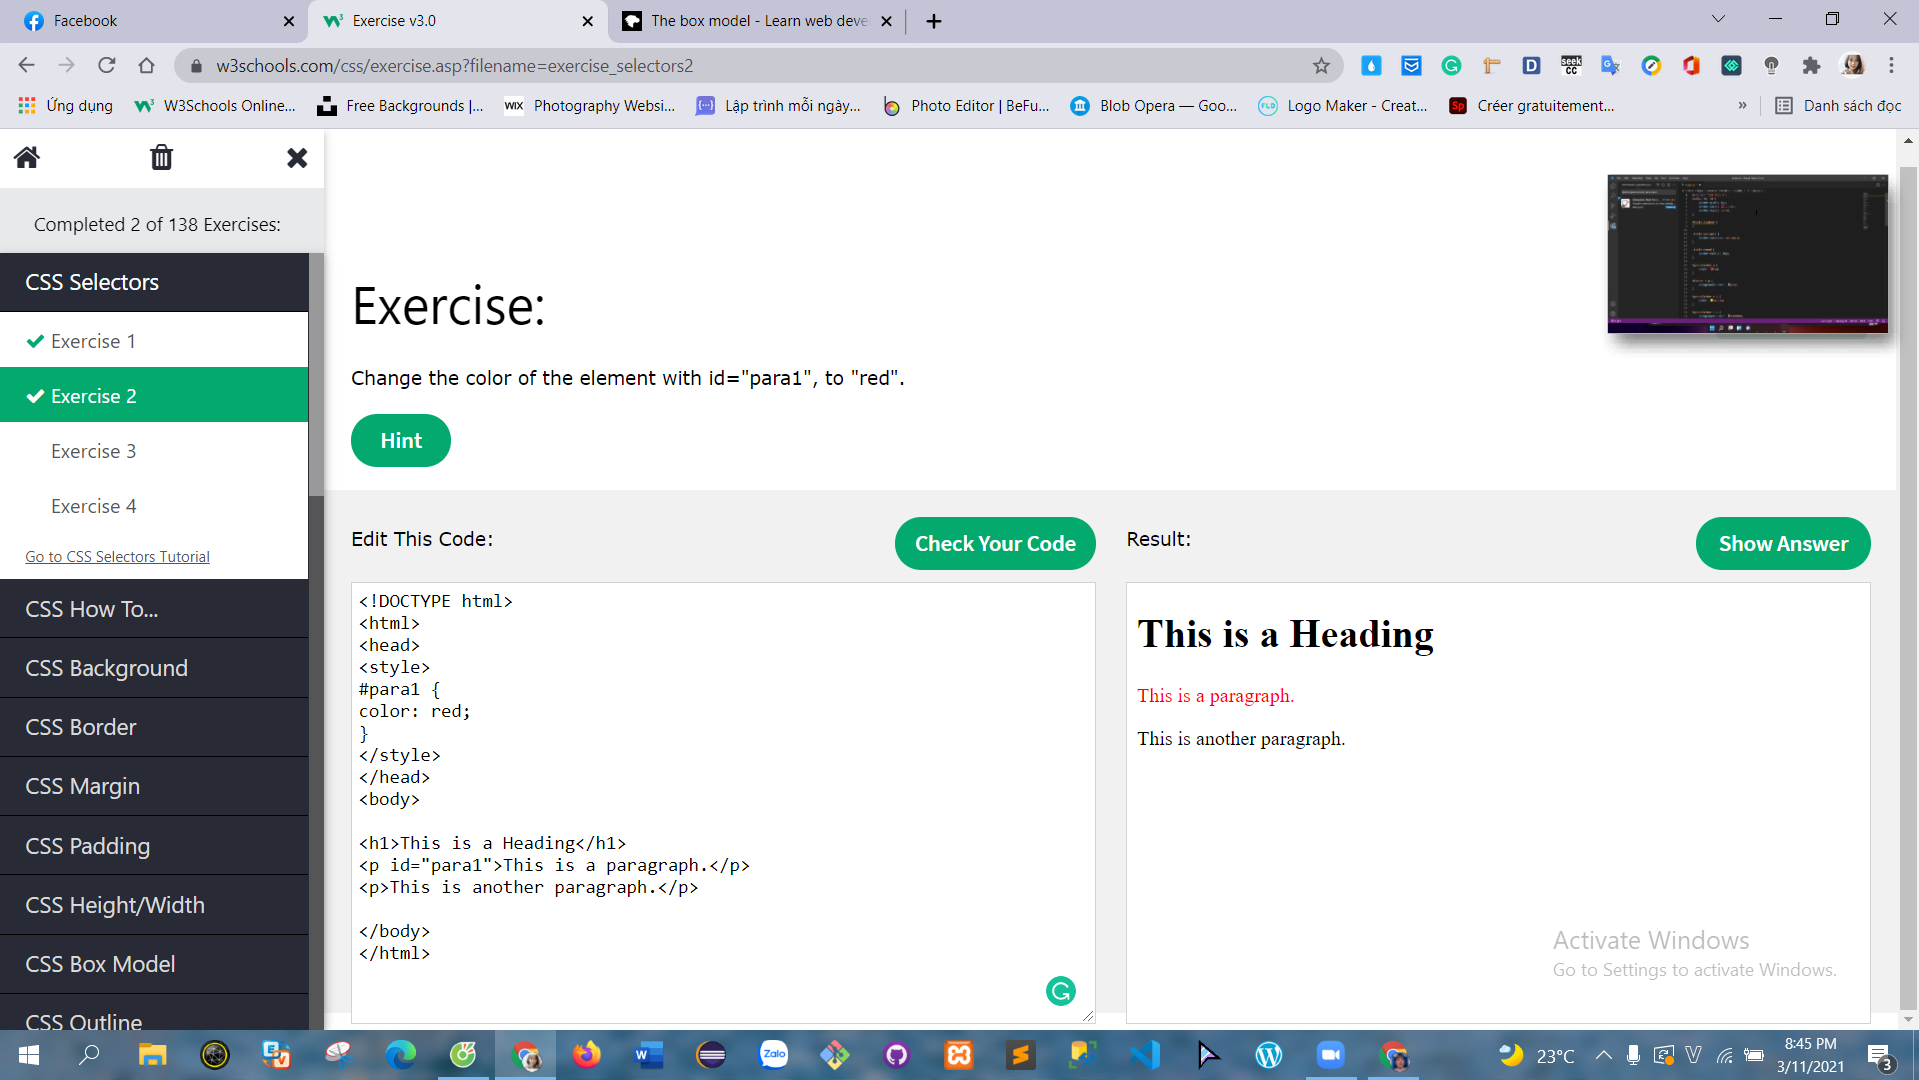 Facebook
Exercise v3.0
The box model - Learn web deve
w3schools.com/css/exercise.asp?filename=exercise_selectors2
Ứng dụng
W3Schools Online...
Free Backgrounds |...
WIX Photography Websi...
Lập trình mỗi ngày...
Photo Editor | BeFu...
Blob Opera — Goo...
FLD Logo Maker - Creat...
Sp Créer gratuitement...
»
Danh sách đọc
Completed 2 of 138 Exercises:
CSS Selectors
Exercise 1
Exercise 2
Exercise 3
Exercise 4
Go to CSS Selectors Tutorial
CSS How To...
CSS Background
CSS Border
CSS Margin
CSS Padding
CSS Height/Width
CSS Box Model
CSS Outline
Exercise:
Change the color of the element with id="para1", to "red".
Hint
Edit This Code:
Check Your Code
<!DOCTYPE html>
<html>
<head>
<style>
#para1 {
color: red;
}
</style>
</head>
<body>
<h1>This is a Heading</h1>
<p id="para1">This is a paragraph.</p>
<p>This is another paragraph.</p>
</body>
</html>
Result:
Show Answer
This is a Heading
This is a paragraph.
This is another paragraph.
Activate Windows
Go to Settings to activate Windows.
Zalo
23°C
8:45 PM
3/11/2021
3